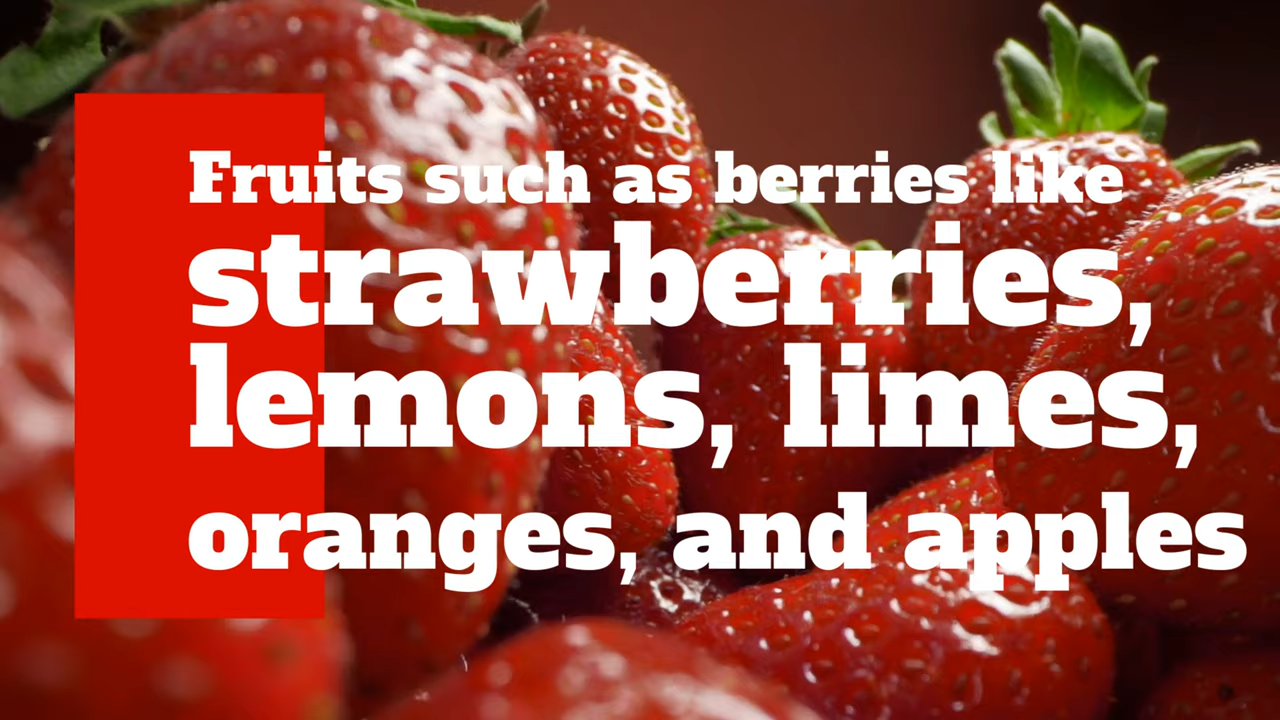 Fruits such as berries like
strawberries,
lemons, limes,
oranges, and apples